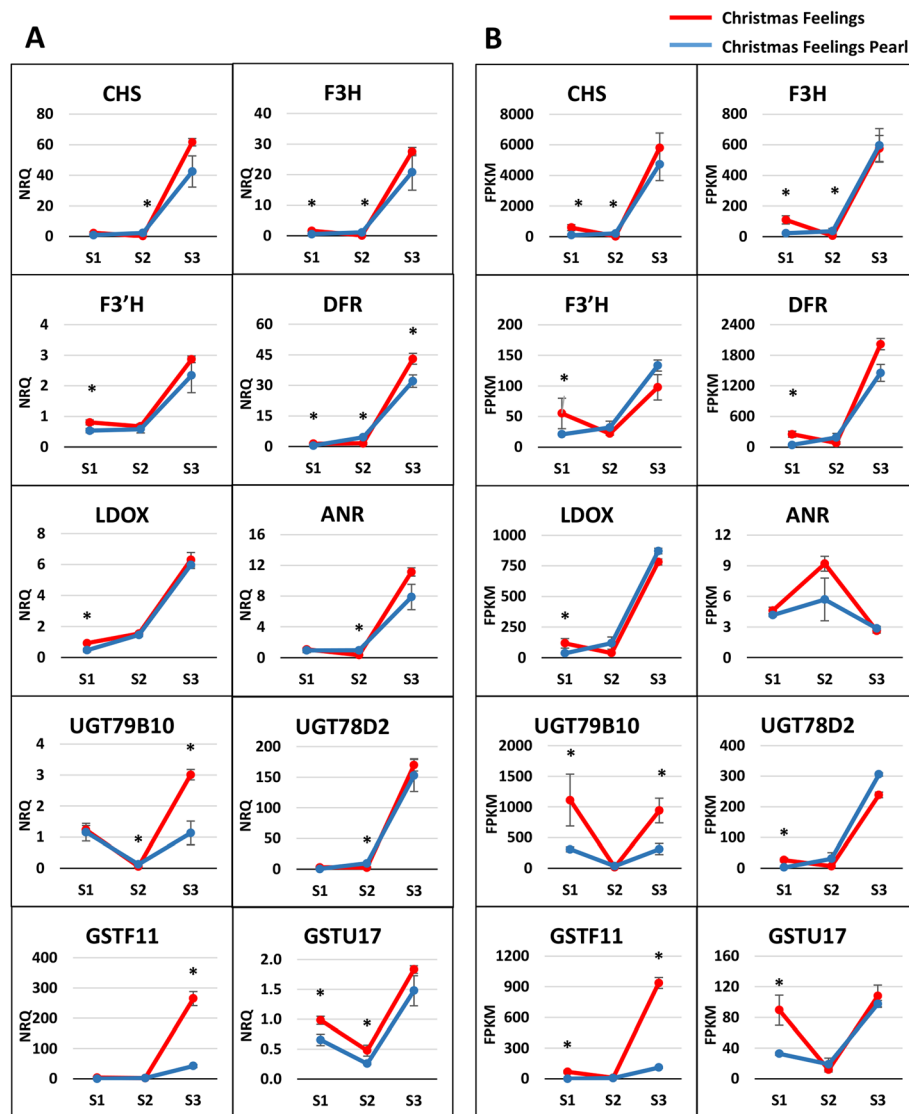 Christmas Feelings
Christmas Feelings Pearl
A
B
CHS
NRQ
80
60
40
20
0
*
S1 S2 S3
F3H
NRQ
40
30
20
10
0
* *
S1 S2 S3
CHS
FPKM
8000
6000
4000
2000
0
* *
S1 S2 S3
F3H
FPKM
800
600
400
200
0
* *
S1 S2 S3
F3’H
NRQ
4
3
2
1
0
*
S1 S2 S3
DFR
NRQ
60
45
30
15
0
* * *
S1 S2 S3
F3’H
FPKM
200
150
100
50
0
*
S1 S2 S3
DFR
FPKM
2400
1800
1200
600
0
*
S1 S2 S3
LDOX
NRQ
8
6
4
2
0
*
S1 S2 S3
ANR
NRQ
16
12
8
4
0
*
S1 S2 S3
LDOX
FPKM
1000
750
500
250
0
*
S1 S2 S3
ANR
FPKM
12
9
6
3
0
S1 S2 S3
UGT79B10
NRQ
4
3
2
1
0
* *
S1 S2 S3
UGT78D2
NRQ
200
150
100
50
0
*
S1 S2 S3
UGT79B10
FPKM
2000
1500
1000
500
0
* *
S1 S2 S3
UGT78D2
FPKM
400
300
200
100
0
*
S1 S2 S3
GSTF11
NRQ
400
300
200
100
0
*
S1 S2 S3
GSTU17
NRQ
2.0
1.5
1.0
0.5
0.0
* *
S1 S2 S3
GSTF11
FPKM
1200
900
600
300
0
* *
S1 S2 S3
GSTU17
FPKM
160
120
80
40
0
*
S1 S2 S3